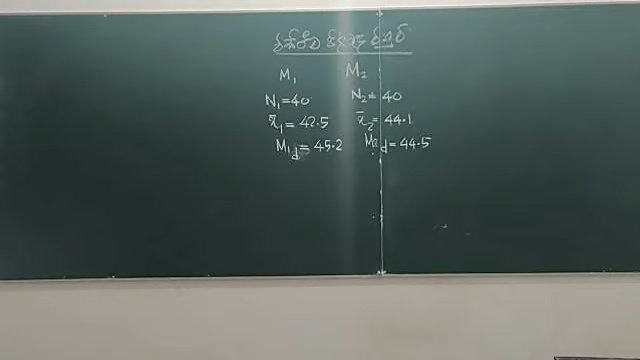 M₁ M₂
N₁=40 N₂=40
x̄₁=42.5 x̄₂=44.1
M₁d=45.2 M₂d=44.5